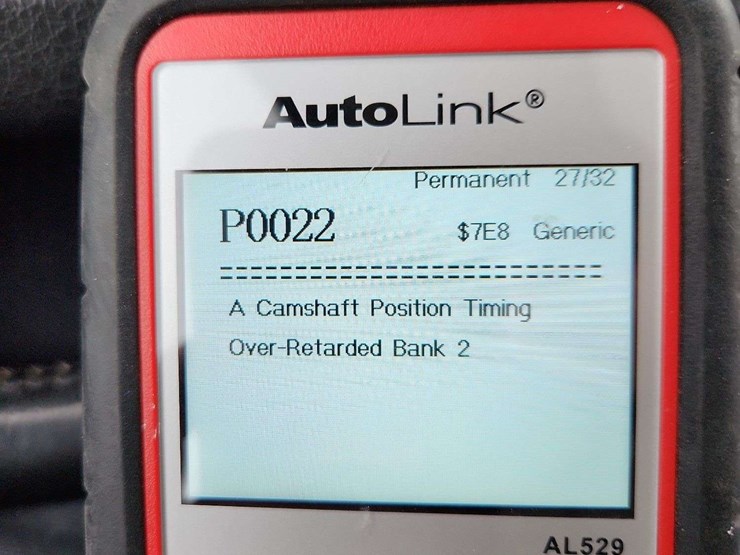 AutoLink®
Permanent 27/32
P0022 $7E8 Generic
==============================
A Camshaft Position Timing
Over-Retarded Bank 2
AL529